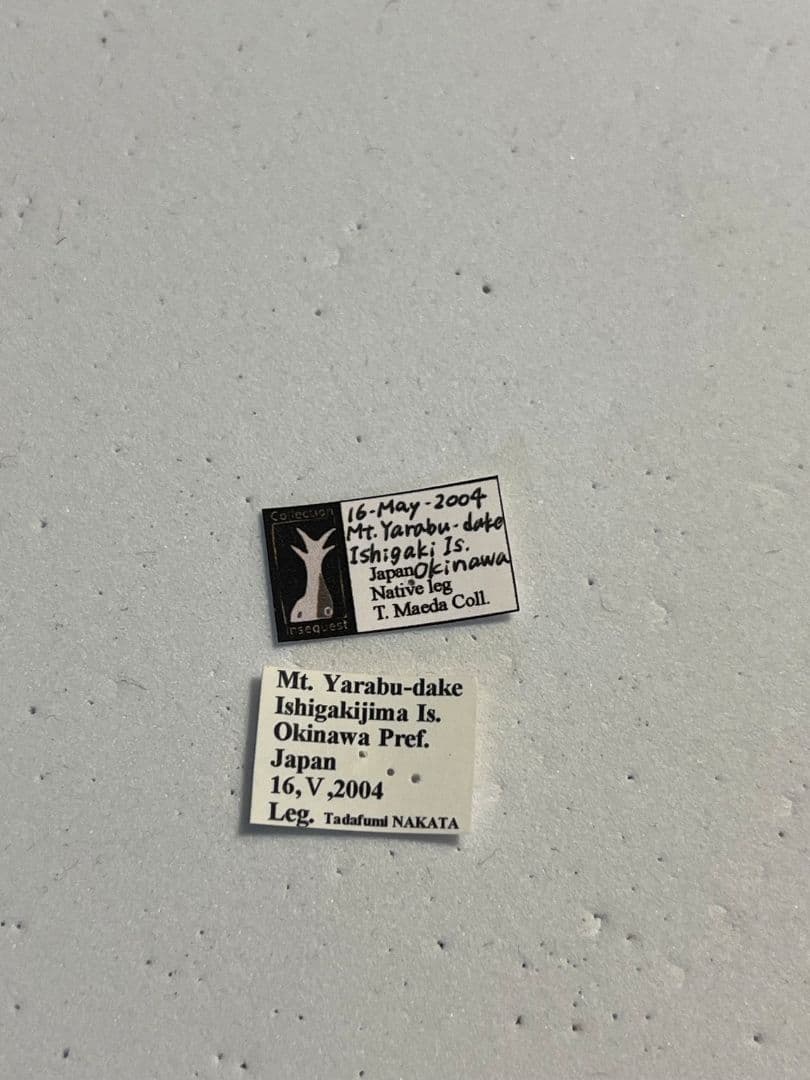 Collection
16-May-2004
Mt. Yarabu-dake
Ishigaki Is.
Japan Okinawa
Native leg
T. Maeda Coll.
Insequest
Mt. Yarabu-dake
Ishigakijima Is.
Okinawa Pref.
Japan
16,V,2004
Leg. Tadafumi NAKATA